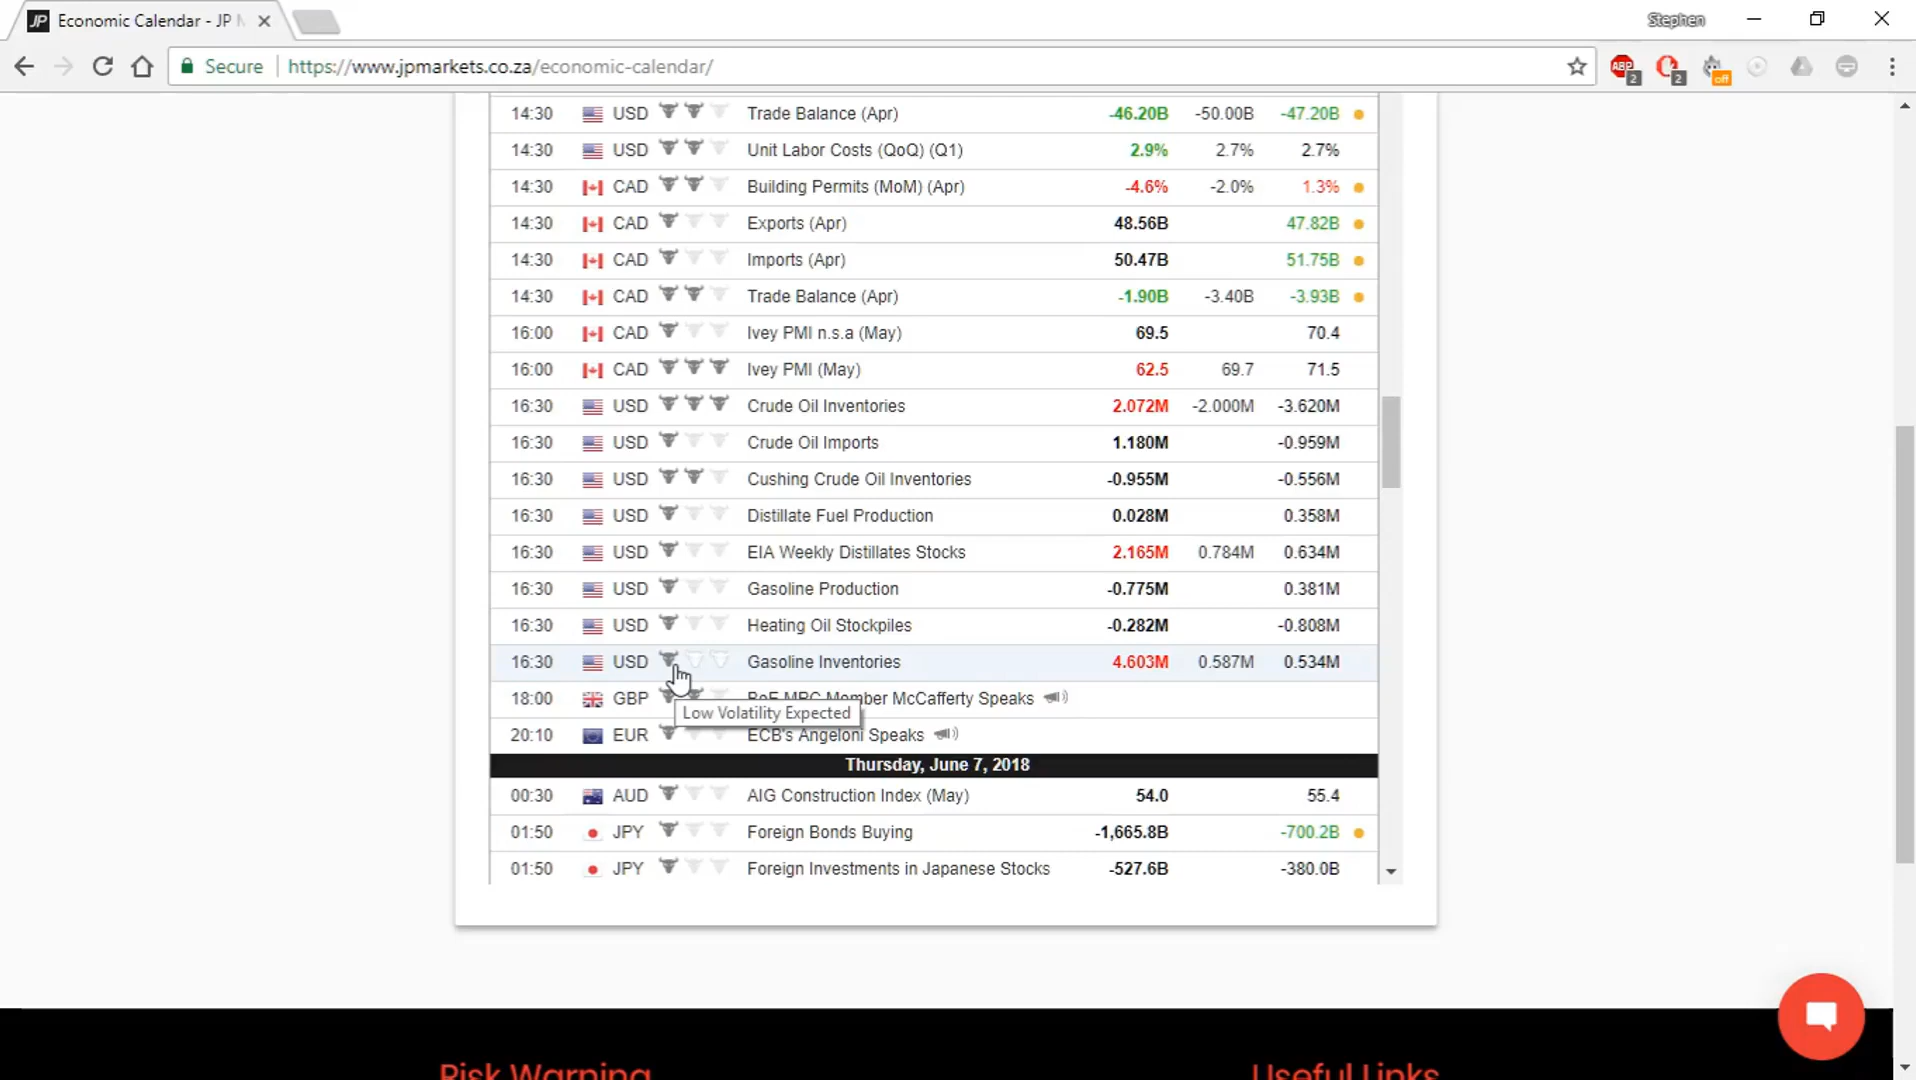 Economic Calendar - JP M
Stephen
Secure https://www.jpmarkets.co.za/economic-calendar/
ABP 2 2 off
14:30 USD Trade Balance (Apr) -46.20B -50.00B -47.20B
14:30 USD Unit Labor Costs (QoQ) (Q1) 2.9% 2.7% 2.7%
14:30 CAD Building Permits (MoM) (Apr) -4.6% -2.0% 1.3%
14:30 CAD Exports (Apr) 48.56B 47.82B
14:30 CAD Imports (Apr) 50.47B 51.75B
14:30 CAD Trade Balance (Apr) -1.90B -3.40B -3.93B
16:00 CAD Ivey PMI n.s.a (May) 69.5 70.4
16:00 CAD Ivey PMI (May) 62.5 69.7 71.5
16:30 USD Crude Oil Inventories 2.072M -2.000M -3.620M
16:30 USD Crude Oil Imports 1.180M -0.959M
16:30 USD Cushing Crude Oil Inventories -0.955M -0.556M
16:30 USD Distillate Fuel Production 0.028M 0.358M
16:30 USD EIA Weekly Distillates Stocks 2.165M 0.784M 0.634M
16:30 USD Gasoline Production -0.775M 0.381M
16:30 USD Heating Oil Stockpiles -0.282M -0.808M
16:30 USD Gasoline Inventories 4.603M 0.587M 0.534M
18:00 GBP BoE MPC Member McCafferty Speaks
Low Volatility Expected
20:10 EUR ECB's Angeloni Speaks
Thursday, June 7, 2018
00:30 AUD AIG Construction Index (May) 54.0 55.4
01:50 JPY Foreign Bonds Buying -1,665.8B -700.2B
01:50 JPY Foreign Investments in Japanese Stocks -527.6B -380.0B
Risk Warning Useful Links